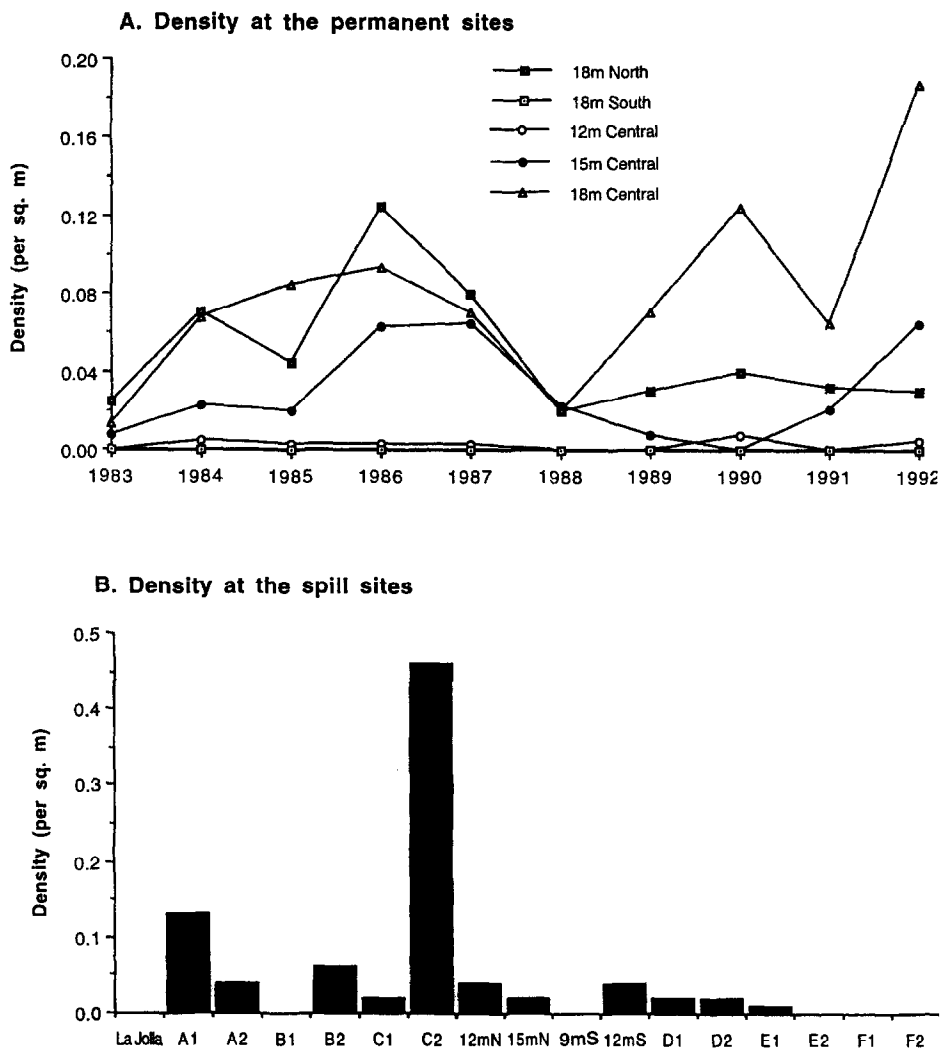 A. Density at the permanent sites
Density (per sq. m)
0.20
0.16
0.12
0.08
0.04
0.00
18m North
18m South
12m Central
15m Central
18m Central
1983 1984 1985 1986 1987 1988 1989 1990 1991 1992
B. Density at the spill sites
Density (per sq. m)
0.5
0.4
0.3
0.2
0.1
0.0
La Jolla A1 A2 B1 B2 C1 C2 12mN 15mN 9mS 12mS D1 D2 E1 E2 F1 F2